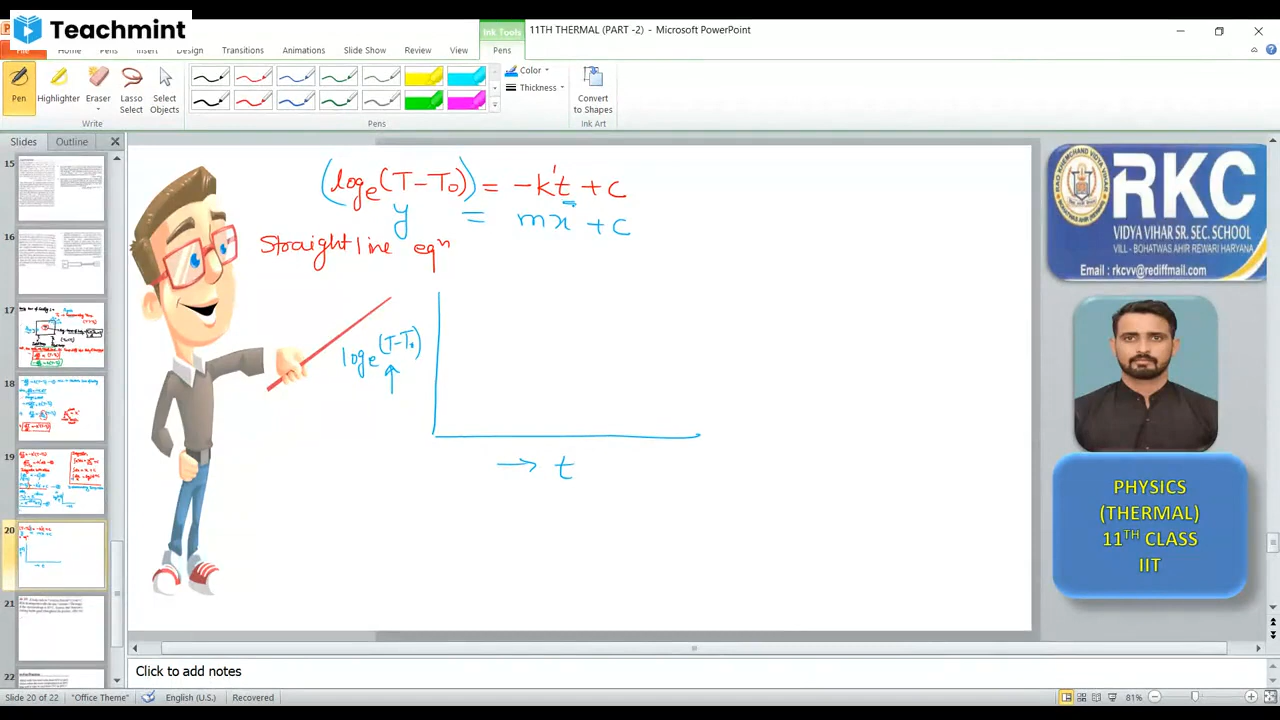 Teachmint
Ink Tools
11TH THERMAL (PART -2) - Microsoft PowerPoint
File Home Pens Insert Design Transitions Animations Slide Show Review View Pens
Pen
Highlighter
Eraser
Lasso Select
Select Objects
Color
Thickness
Convert to Shapes
Write
Pens
Ink Art
Slides Outline
15
16
17
18
19
20
21
22
(logₑ(T-T₀)) = -k't + c
y = mx + c
Straight line eqⁿ
logₑ(T-T₀)
→ t
RKC
VIDYA VIHAR SR. SEC. SCHOOL
VILL - BOHATWAS AHIR REWARI HARYANA
Email : rkcvv@rediffmail.com
PHYSICS
(THERMAL)
11TH CLASS
IIT
Click to add notes
Slide 20 of 22 "Office Theme" English (U.S.) Recovered 81%